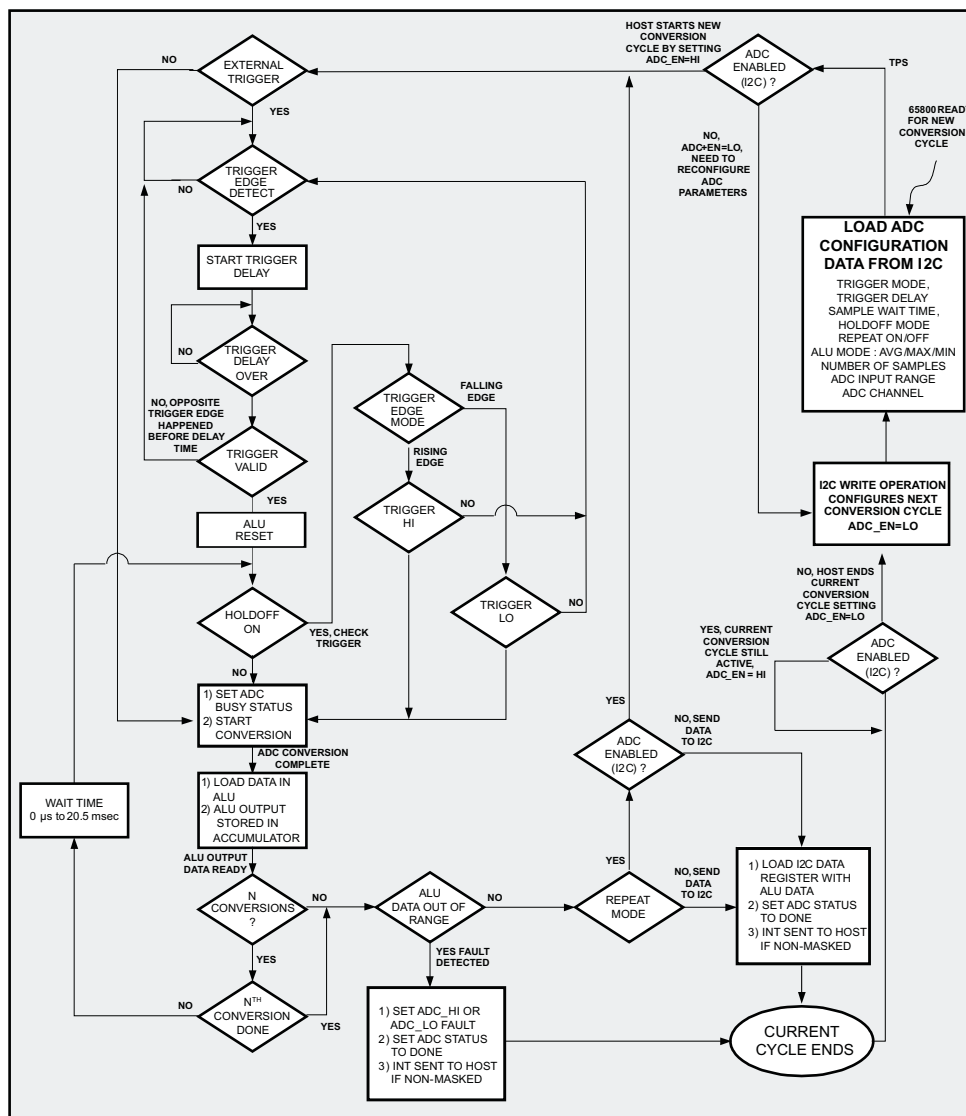 HOST STARTS NEW
CONVERSION
CYCLE BY SETTING
ADC_EN=HI
ADC
ENABLED
(I2C) ?
TPS
NO
EXTERNAL
TRIGGER
YES
65800 READY
FOR NEW
CONVERSION
CYCLE
NO,
ADC+EN=LO,
NEED TO
RECONFIGURE
ADC
PARAMETERS
TRIGGER
EDGE
DETECT
NO
YES
START TRIGGER
DELAY
LOAD ADC
CONFIGURATION
DATA FROM I2C
TRIGGER MODE,
TRIGGER DELAY
SAMPLE WAIT TIME,
HOLDOFF MODE
REPEAT ON/OFF
ALU MODE : AVG/MAX/MIN
NUMBER OF SAMPLES
ADC INPUT RANGE
ADC CHANNEL
NO
TRIGGER
DELAY
OVER
NO, OPPOSITE
TRIGGER EDGE
HAPPENED
BEFORE DELAY
TIME
TRIGGER
EDGE
MODE
FALLING
EDGE
RISING
EDGE
TRIGGER
VALID
YES
TRIGGER
HI
NO
I2C WRITE OPERATION
CONFIGURES NEXT
CONVERSION CYCLE
ADC_EN=LO
ALU
RESET
NO, HOST ENDS
CURRENT
CONVERSION
CYCLE SETTING
ADC_EN=LO
HOLDOFF
ON
YES, CHECK
TRIGGER
NO
TRIGGER
LO
NO
YES, CURRENT
CONVERSION
CYCLE STILL
ACTIVE,
ADC_EN = HI
ADC
ENABLED
(I2C) ?
1) SET ADC
BUSY STATUS
2) START
CONVERSION
YES
ADC CONVERSION
COMPLETE
ADC
ENABLED
(I2C) ?
NO, SEND
DATA
TO I2C
WAIT TIME
0 µs to 20.5 msec
1) LOAD DATA IN
ALU
2) ALU OUTPUT
STORED IN
ACCUMULATOR
ALU OUTPUT
DATA READY
YES
N
CONVERSIONS
?
NO
ALU
DATA OUT OF
RANGE
NO
REPEAT
MODE
NO, SEND
DATA
TO I2C
1) LOAD I2C DATA
REGISTER WITH
ALU DATA
2) SET ADC STATUS
TO DONE
3) INT SENT TO HOST
IF NON-MASKED
YES
YES FAULT
DETECTED
NO
NTH
CONVERSION
DONE
YES
1) SET ADC_HI OR
ADC_LO FAULT
2) SET ADC STATUS
TO DONE
3) INT SENT TO HOST
IF NON-MASKED
CURRENT
CYCLE ENDS